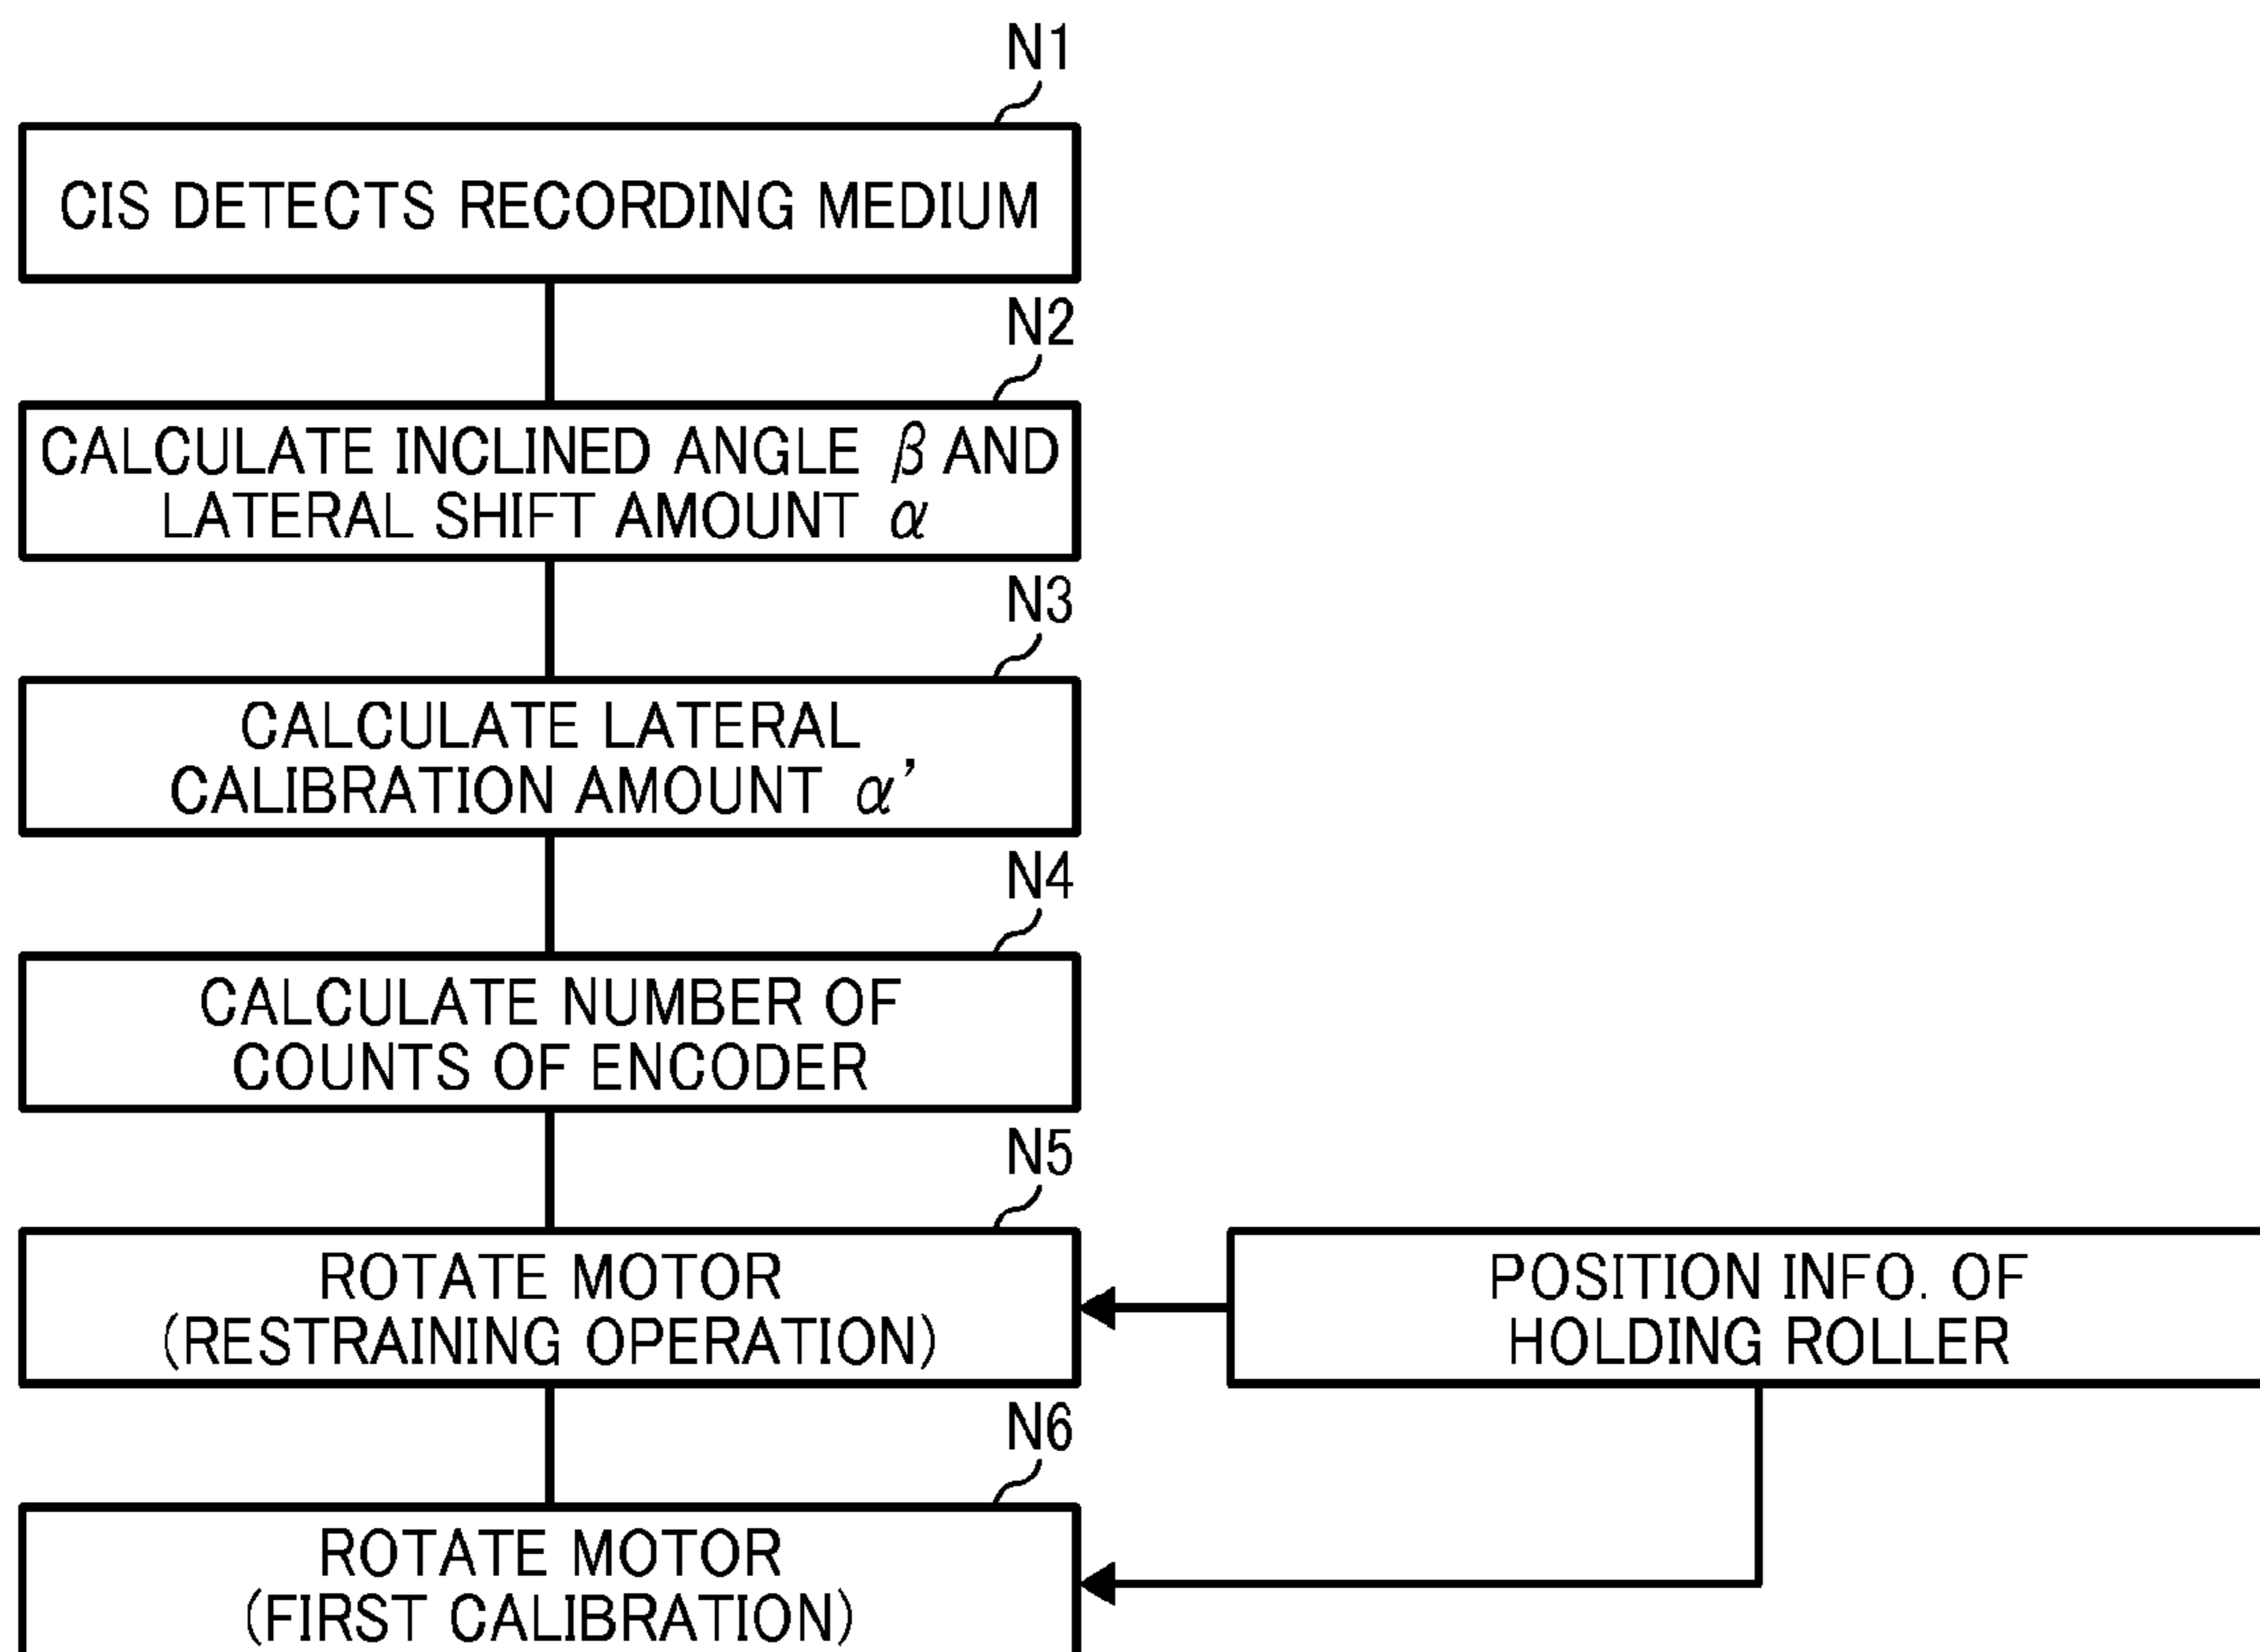 N1
CIS DETECTS RECORDING MEDIUM
N2
CALCULATE INCLINED ANGLE β AND
LATERAL SHIFT AMOUNT α
N3
CALCULATE LATERAL
CALIBRATION AMOUNT α’
N4
CALCULATE NUMBER OF
COUNTS OF ENCODER
N5
ROTATE MOTOR
(RESTRAINING OPERATION)
POSITION INFO. OF
HOLDING ROLLER
N6
ROTATE MOTOR
(FIRST CALIBRATION)